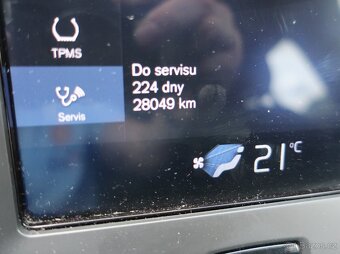 TPMS
Servis
Do servisu
224 dny
28049 km
21°C